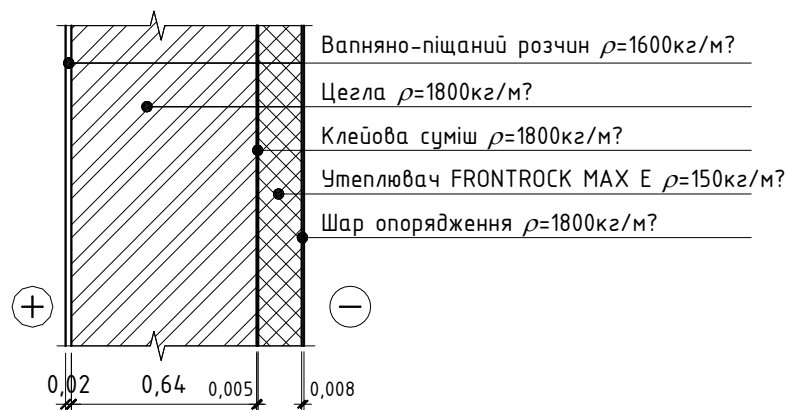 Вапняно-піщаний розчин ρ=1600кг/м?
Цегла ρ=1800кг/м?
Клейова суміш ρ=1800кг/м?
Утеплювач FRONTROCK MAX E ρ=150кг/м?
Шар опорядження ρ=1800кг/м?
+ −
0,02 0,64 0,005 0,008